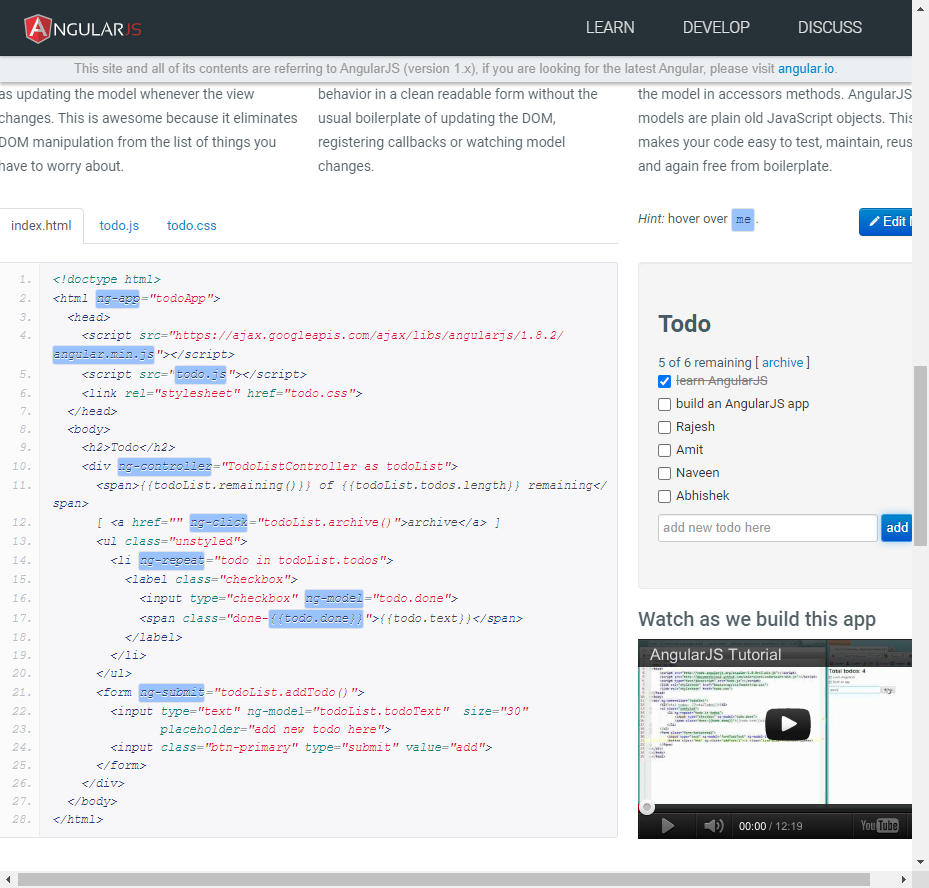 ANGULARJS
LEARN
DEVELOP
DISCUSS
This site and all of its contents are referring to AngularJS (version 1.x), if you are looking for the latest Angular, please visit angular.io.
as updating the model whenever the view
changes. This is awesome because it eliminates
DOM manipulation from the list of things you
have to worry about.
behavior in a clean readable form without the
usual boilerplate of updating the DOM,
registering callbacks or watching model
changes.
the model in accessors methods. AngularJS
models are plain old JavaScript objects. This
makes your code easy to test, maintain, reus
and again free from boilerplate.
index.html
todo.js
todo.css
Hint: hover over me .
Edit
1. <!doctype html>
2. <html ng-app="todoApp">
3. <head>
4. <script src="https://ajax.googleapis.com/ajax/libs/angularjs/1.8.2/
angular.min.js"></script>
5. <script src="todo.js"></script>
6. <link rel="stylesheet" href="todo.css">
7. </head>
8. <body>
9. <h2>Todo</h2>
10. <div ng-controller="TodoListController as todoList">
11. <span>{{todoList.remaining()}} of {{todoList.todos.length}} remaining</
span>
12. [ <a href="" ng-click="todoList.archive()">archive</a> ]
13. <ul class="unstyled">
14. <li ng-repeat="todo in todoList.todos">
15. <label class="checkbox">
16. <input type="checkbox" ng-model="todo.done">
17. <span class="done-{{todo.done}}">{{todo.text}}</span>
18. </label>
19. </li>
20. </ul>
21. <form ng-submit="todoList.addTodo()">
22. <input type="text" ng-model="todoList.todoText" size="30"
23. placeholder="add new todo here">
24. <input class="btn-primary" type="submit" value="add">
25. </form>
26. </div>
27. </body>
28. </html>
Todo
5 of 6 remaining [ archive ]
learn AngularJS
build an AngularJS app
Rajesh
Amit
Naveen
Abhishek
add new todo here
add
Watch as we build this app
AngularJS Tutorial
Total todos: 4
00:00 / 12:19
YouTube